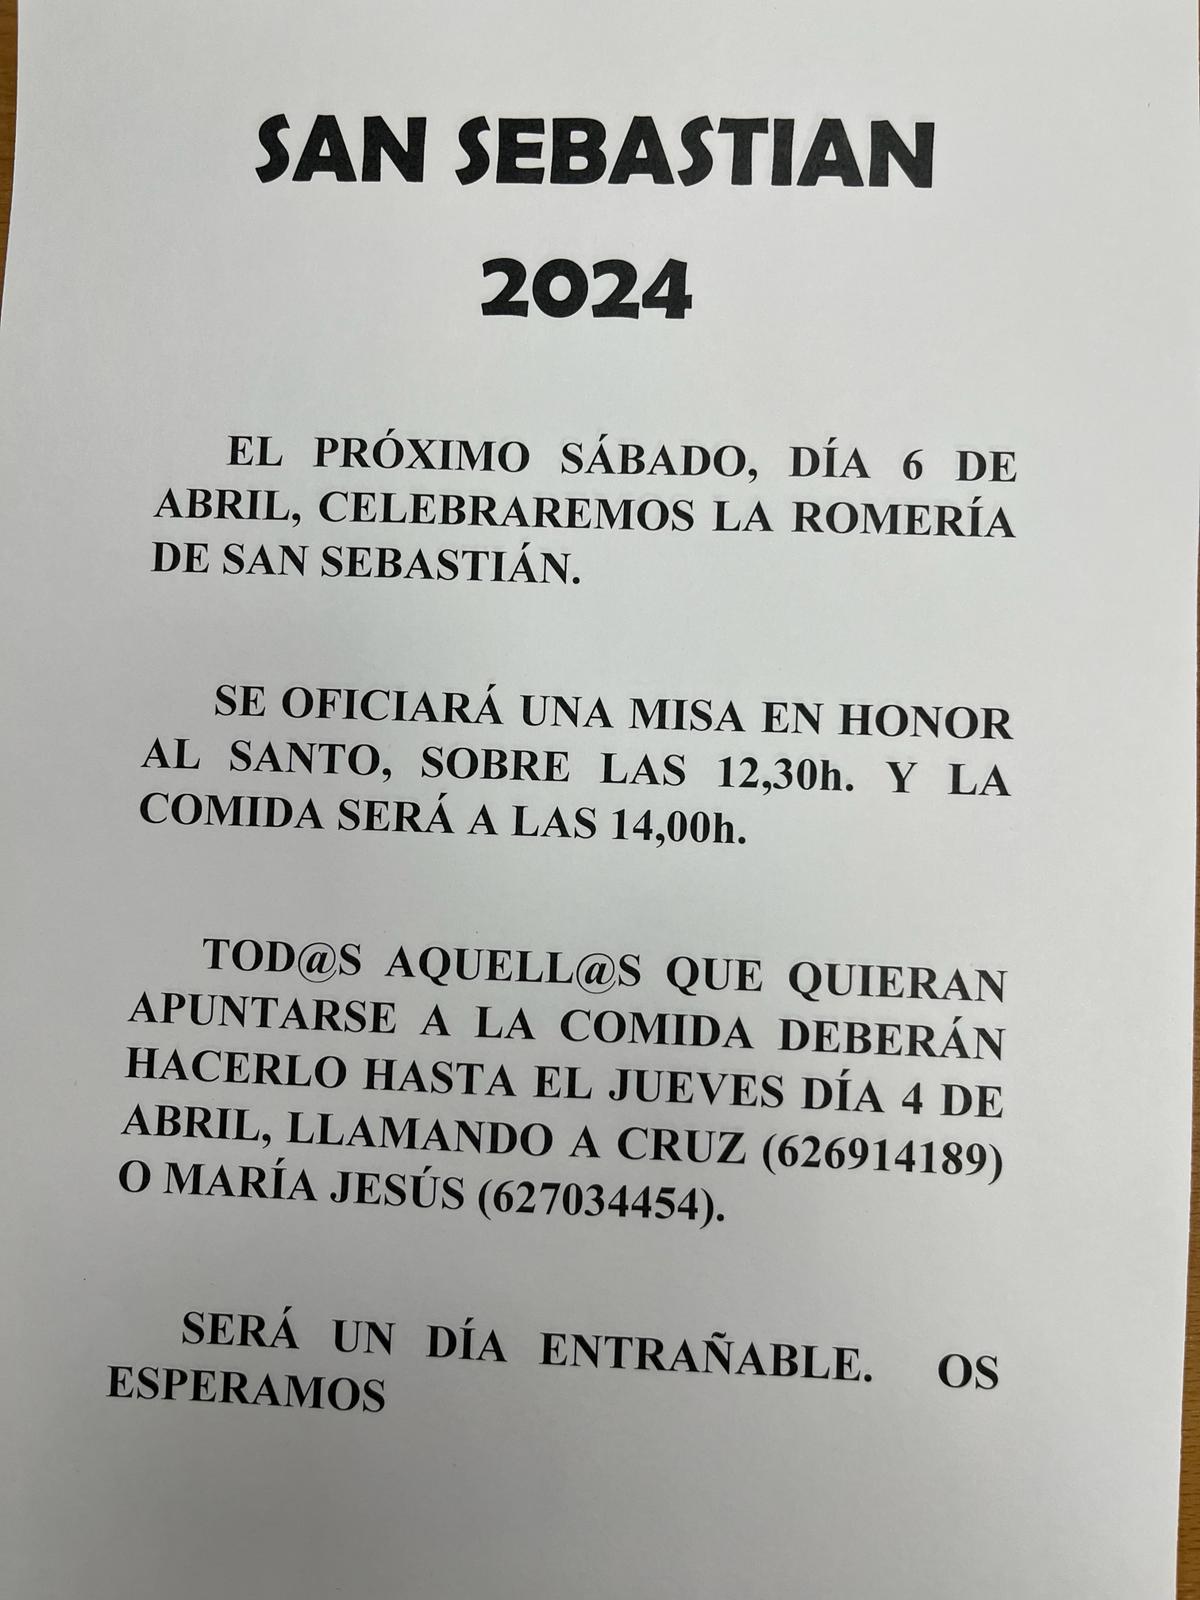 SAN SEBASTIAN
2024
EL PRÓXIMO SÁBADO, DÍA 6 DE
ABRIL, CELEBRAREMOS LA ROMERÍA
DE SAN SEBASTIÁN.
SE OFICIARÁ UNA MISA EN HONOR
AL SANTO, SOBRE LAS 12,30h. Y LA
COMIDA SERÁ A LAS 14,00h.
TOD@S AQUELL@S QUE QUIERAN
APUNTARSE A LA COMIDA DEBERÁN
HACERLO HASTA EL JUEVES DÍA 4 DE
ABRIL, LLAMANDO A CRUZ (626914189)
O MARÍA JESÚS (627034454).
SERÁ UN DÍA ENTRAÑABLE. OS
ESPERAMOS